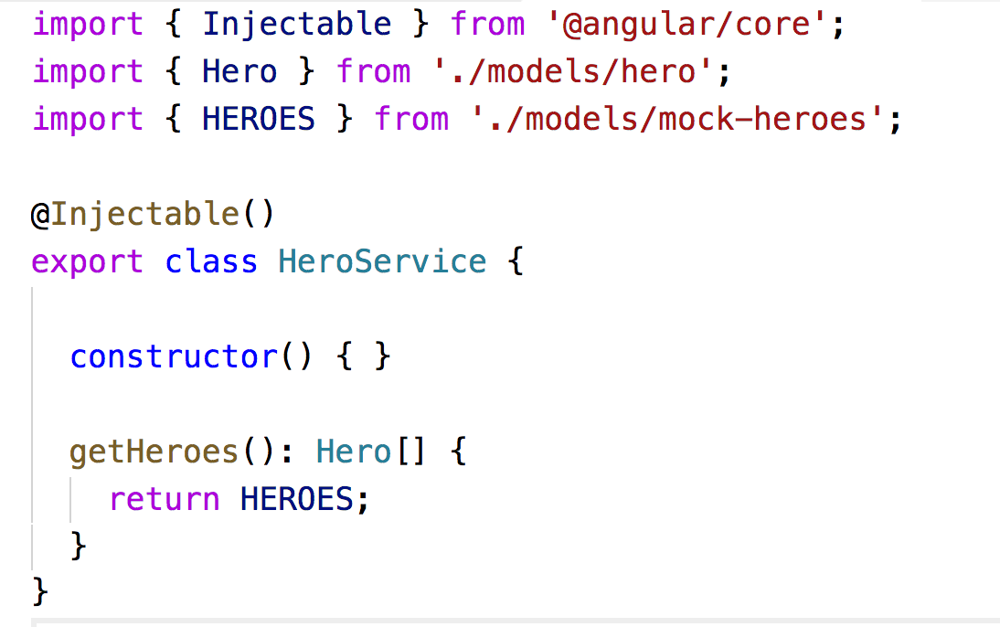 import { Injectable } from '@angular/core';
import { Hero } from './models/hero';
import { HEROES } from './models/mock-heroes';

@Injectable()
export class HeroService {

  constructor() { }

  getHeroes(): Hero[] {
    return HEROES;
  }
}